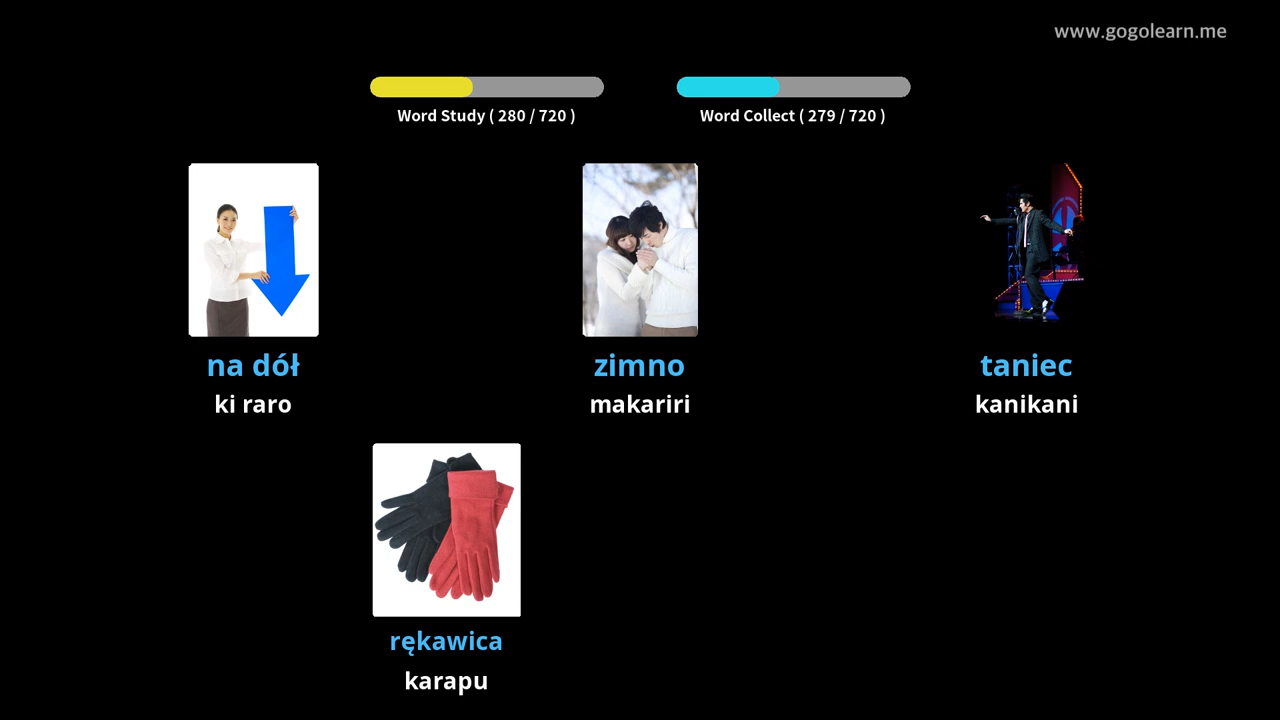 www.gogolearn.me
Word Study ( 280 / 720 )
Word Collect ( 279 / 720 )
na dół
ki raro
zimno
makariri
taniec
kanikani
rękawica
karapu